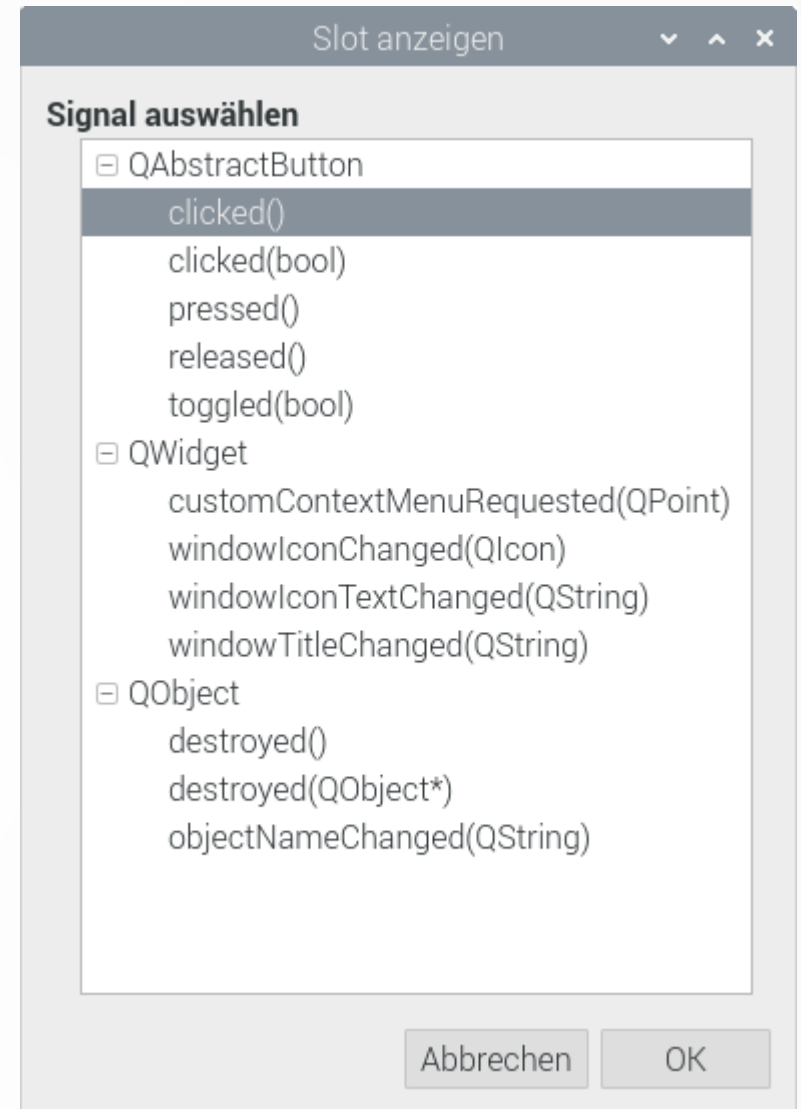 Slot anzeigen
Signal auswählen
QAbstractButton
clicked()
clicked(bool)
pressed()
released()
toggled(bool)
QWidget
customContextMenuRequested(QPoint)
windowIconChanged(QIcon)
windowIconTextChanged(QString)
windowTitleChanged(QString)
QObject
destroyed()
destroyed(QObject*)
objectNameChanged(QString)
Abbrechen OK